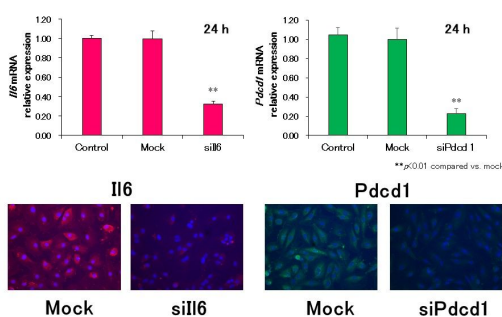 1.20
1.00
0.80
0.60
0.40
0.20
0.00
Il6 mRNA
relative expression
24 h
**
Control
Mock
siIl6
1.20
1.00
0.80
0.60
0.40
0.20
0.00
Pdcd1 mRNA
relative expression
24 h
**
Control
Mock
siPdcd 1
**p<0.01 compared vs. mock
Il6
Pdcd1
Mock
siIl6
Mock
siPdcd1